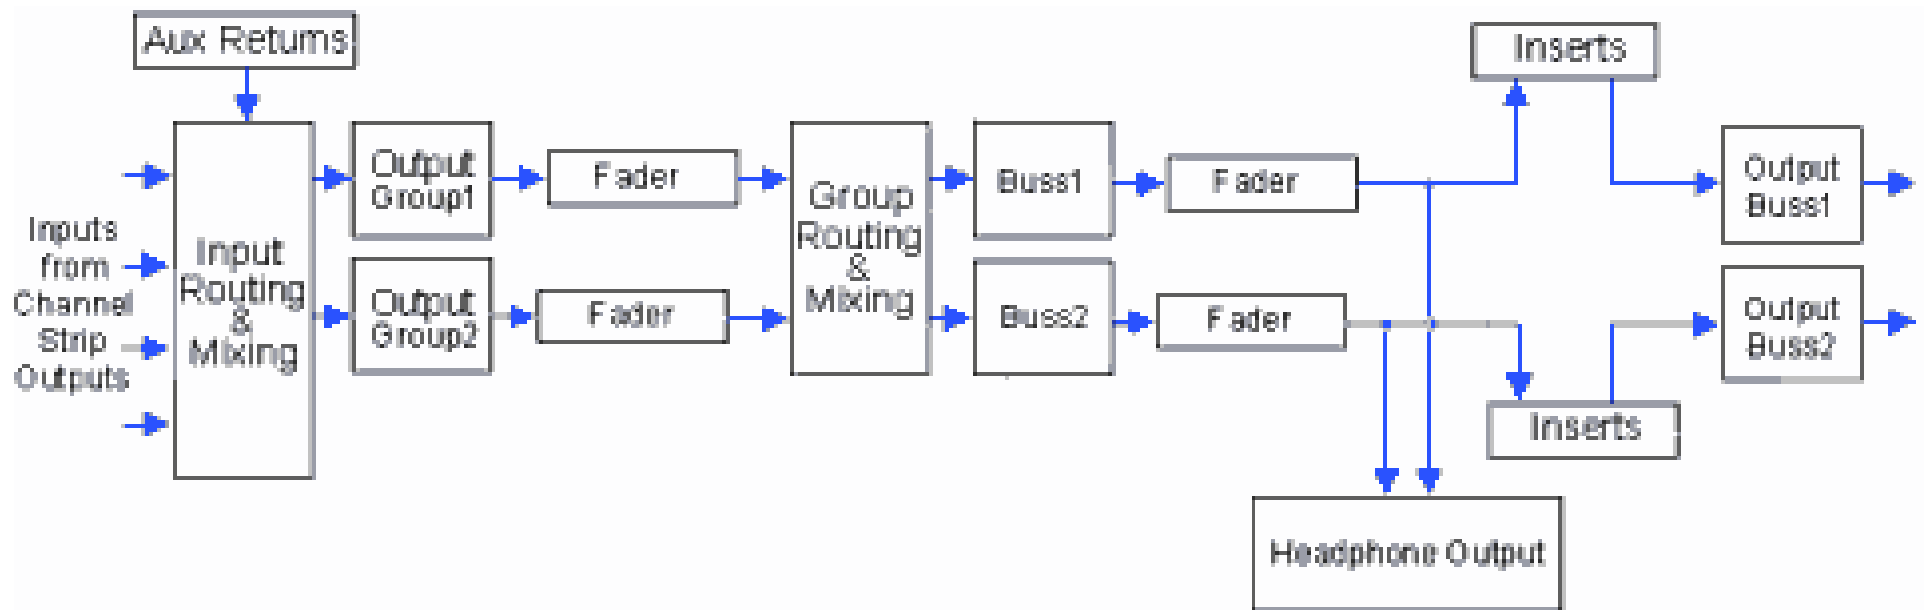 Aux Returns
Inserts
Output
Group1
Fader
Group
Routing
&
Mixing
Buss1
Fader
Output
Buss1
Inputs
from
Channel
Strip
Outputs
Input
Routing
&
Mixing
Output
Group2
Fader
Buss2
Fader
Output
Buss2
Inserts
Headphone Output